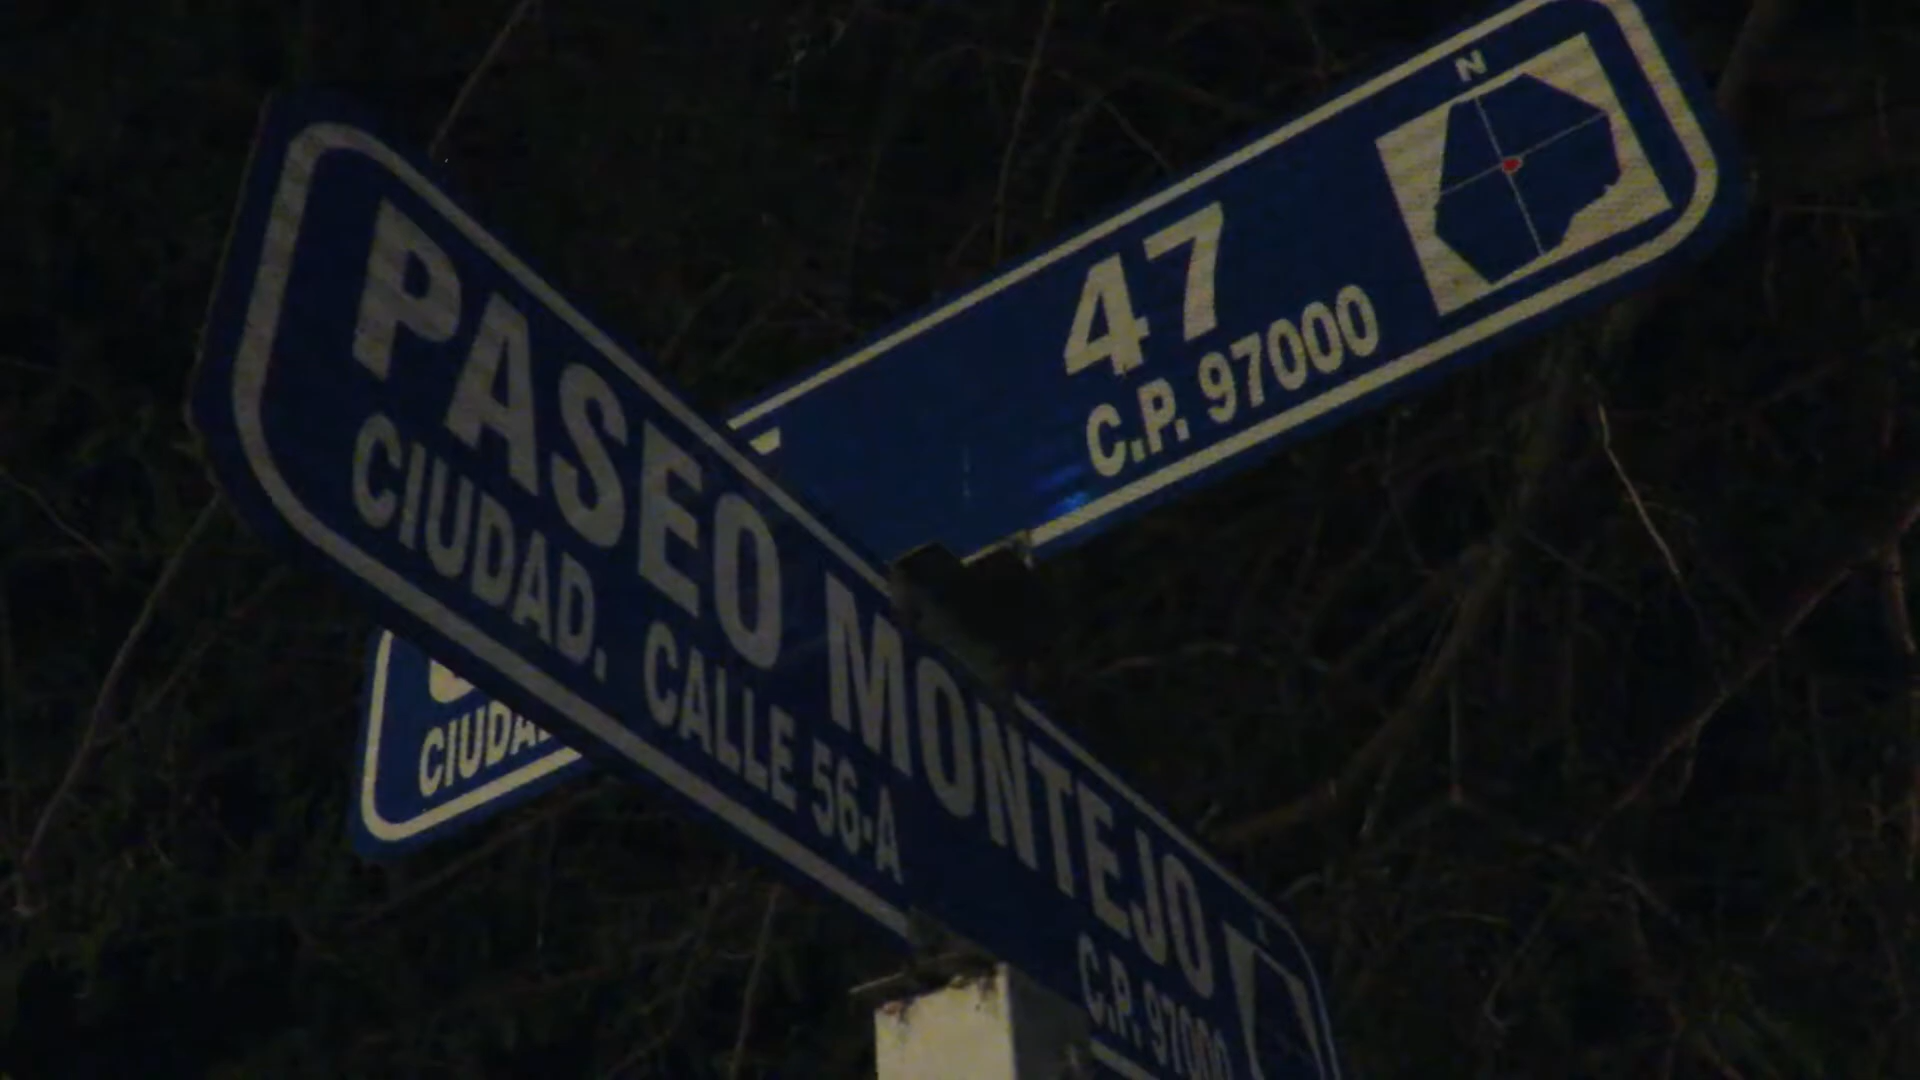 PASEO MONTEJO
CIUDAD. CALLE 56-A
C.P. 97000
47
C.P. 97000
N